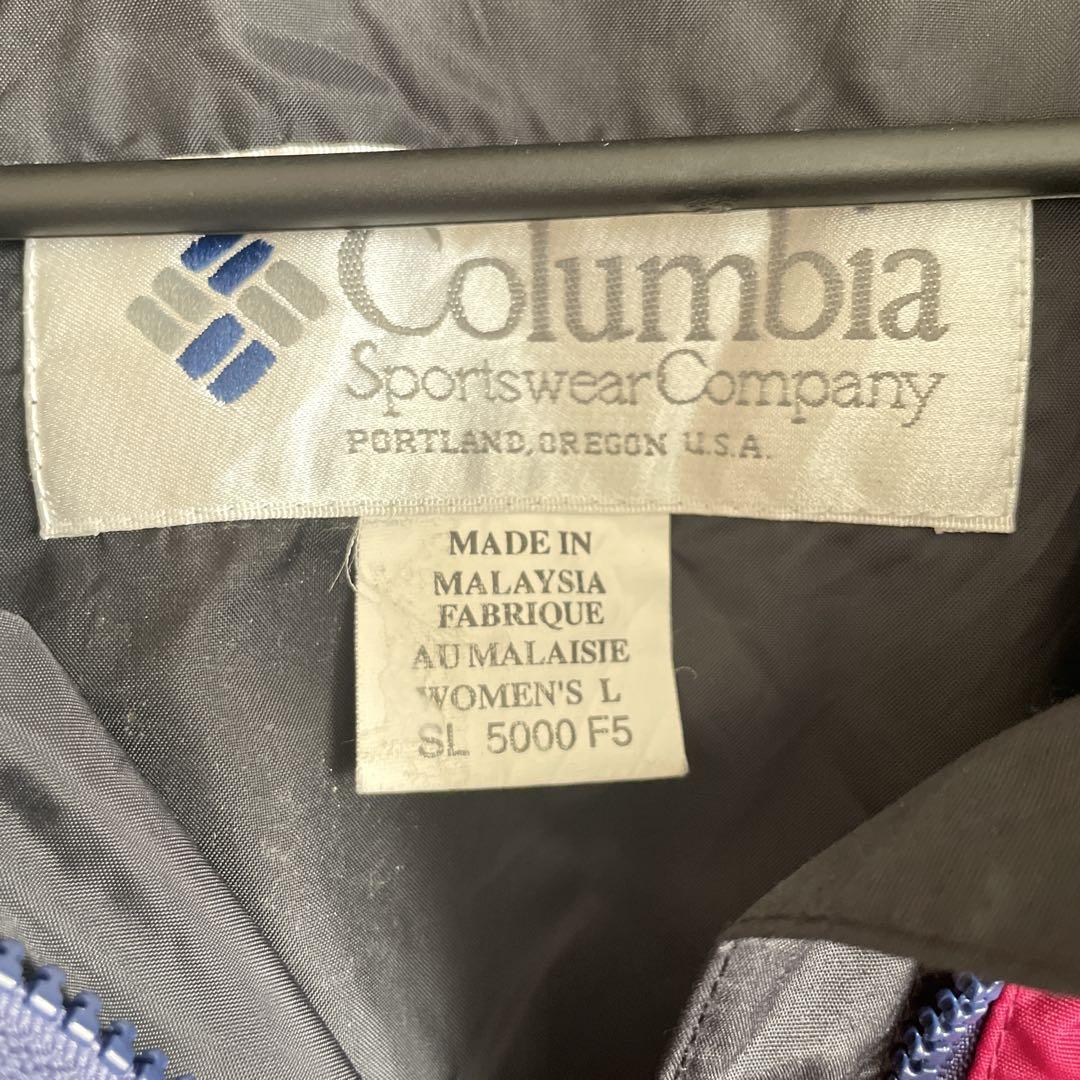 Columbia
Sportswear Company
PORTLAND, OREGON U.S.A.
MADE IN
MALAYSIA
FABRIQUE
AU MALAISIE
WOMEN'S L
SL 5000 F5